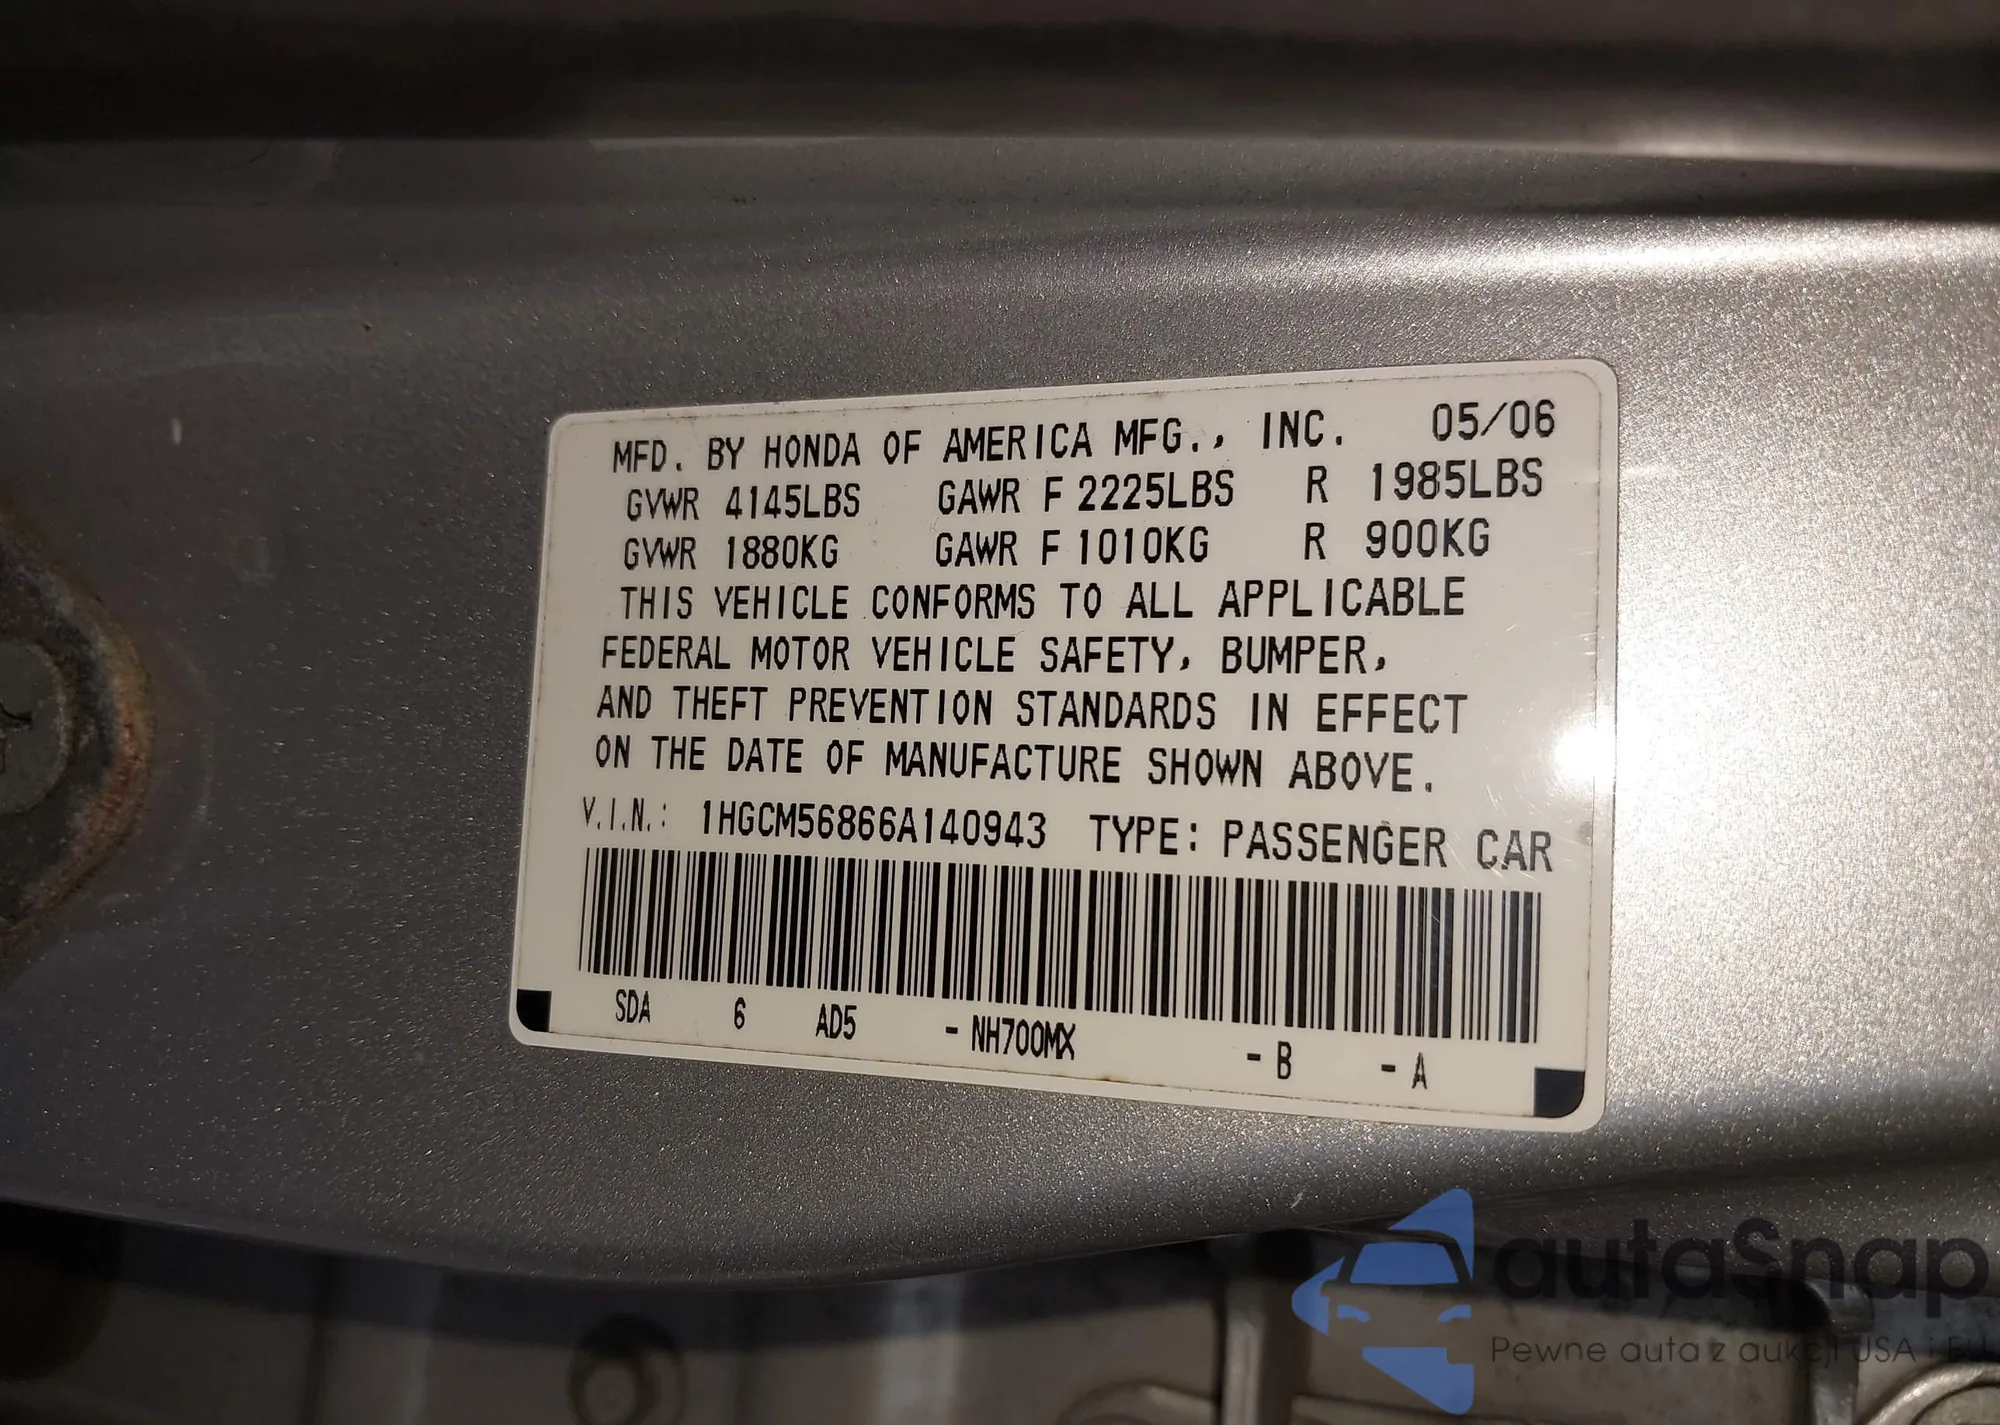 MFD. BY HONDA OF AMERICA MFG., INC. 05/06
GVWR 4145LBS GAWR F 2225LBS R 1985LBS
GVWR 1880KG GAWR F 1010KG R 900KG
THIS VEHICLE CONFORMS TO ALL APPLICABLE
FEDERAL MOTOR VEHICLE SAFETY, BUMPER,
AND THEFT PREVENTION STANDARDS IN EFFECT
ON THE DATE OF MANUFACTURE SHOWN ABOVE.
V.I.N.: 1HGCM56866A140943 TYPE: PASSENGER CAR
SDA 6 AD5 -NH700MX -B -A
autaSnap
Pewne auta z aukcji USA i EU